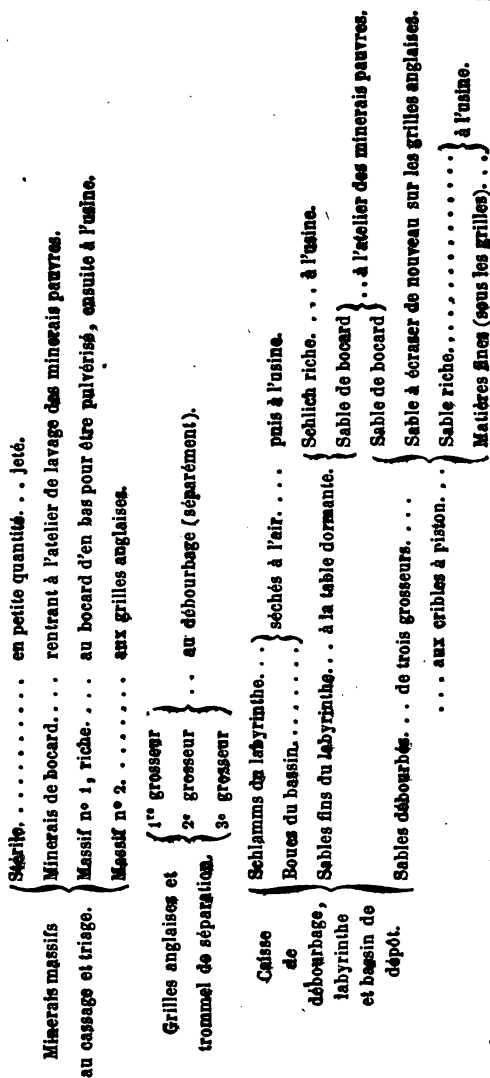 Minerais massifs
au cassage et triage.
Stérile........... en petite quantité... jeté.
Minerais de bocard.... rentrant à l'atelier de lavage des minerais pauvres.
Massif n° 1, riche.... au bocard d'en bas pour être pulvérisé, ensuite à l'usine.
Massif n° 2........ aux grilles anglaises.
Grilles anglaises et
trommel de séparation.
1re grosseur
2e grosseur
3e grosseur
.. au débourbage (séparément).
Caisse
de
débourbage,
labyrinthe
et bassin de
dépôt.
Schlamms du labyrinthe...
Boues du bassin........
séchés à l'air.... puis à l'usine.
Sables fins du labyrinthe... à la table dormante.
Schlich riche.... à l'usine.
Sable de bocard
Sable de bocard
.. à l'atelier des minerais pauvres.
Sables débourbés... de trois grosseurs....
.... aux cribles à piston...
Sable à écraser de nouveau sur les grilles anglaises.
Sable riche...............
Matières fines (sous les grilles)...
à l'usine.